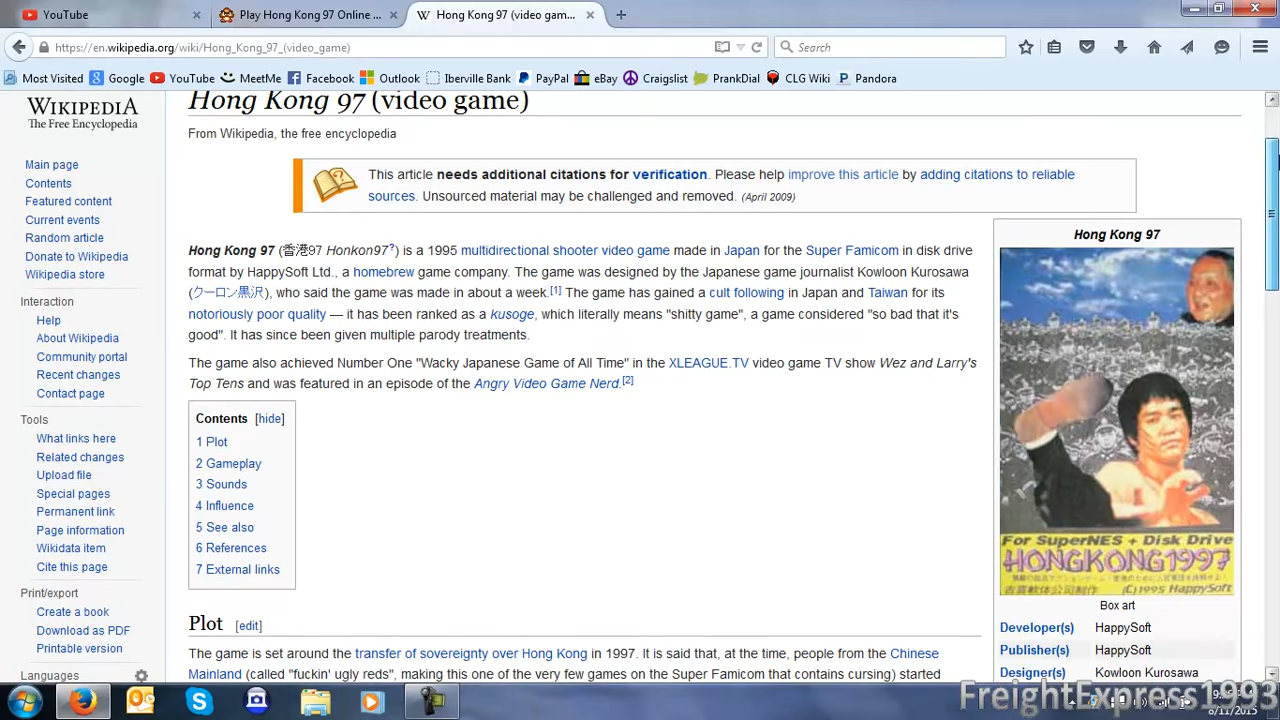 YouTube
Play Hong Kong 97 Online ...
Hong Kong 97 (video gam...
https://en.wikipedia.org/wiki/Hong_Kong_97_(video_game)
Search
Most Visited Google YouTube MeetMe Facebook Outlook Iberville Bank PayPal eBay Craigslist PrankDial CLG Wiki Pandora
WIKIPEDIA
The Free Encyclopedia
Main page
Contents
Featured content
Current events
Random article
Donate to Wikipedia
Wikipedia store
Interaction
Help
About Wikipedia
Community portal
Recent changes
Contact page
Tools
What links here
Related changes
Upload file
Special pages
Permanent link
Page information
Wikidata item
Cite this page
Print/export
Create a book
Download as PDF
Printable version
Languages
Hong Kong 97 (video game)
From Wikipedia, the free encyclopedia
This article needs additional citations for verification. Please help improve this article by adding citations to reliable
sources. Unsourced material may be challenged and removed. (April 2009)
Hong Kong 97 (香港97 Honkon97?) is a 1995 multidirectional shooter video game made in Japan for the Super Famicom in disk drive
format by HappySoft Ltd., a homebrew game company. The game was designed by the Japanese game journalist Kowloon Kurosawa
(クーロン黒沢), who said the game was made in about a week.[1] The game has gained a cult following in Japan and Taiwan for its
notoriously poor quality — it has been ranked as a kusoge, which literally means "shitty game", a game considered "so bad that it's
good". It has since been given multiple parody treatments.
The game also achieved Number One "Wacky Japanese Game of All Time" in the XLEAGUE.TV video game TV show Wez and Larry's
Top Tens and was featured in an episode of the Angry Video Game Nerd.[2]
Contents [hide]
1 Plot
2 Gameplay
3 Sounds
4 Influence
5 See also
6 References
7 External links
Plot [edit]
The game is set around the transfer of sovereignty over Hong Kong in 1997. It is said that, at the time, people from the Chinese
Mainland (called "fuckin' ugly reds", making this one of the very few games on the Super Famicom that contains cursing) started
Hong Kong 97
For SuperNES + Disk Drive
HONGKONG1997
(C)1995 HappySoft
Box art
Developer(s) HappySoft
Publisher(s) HappySoft
Designer(s) Kowloon Kurosawa
FreightExpress1993
8/11/2015